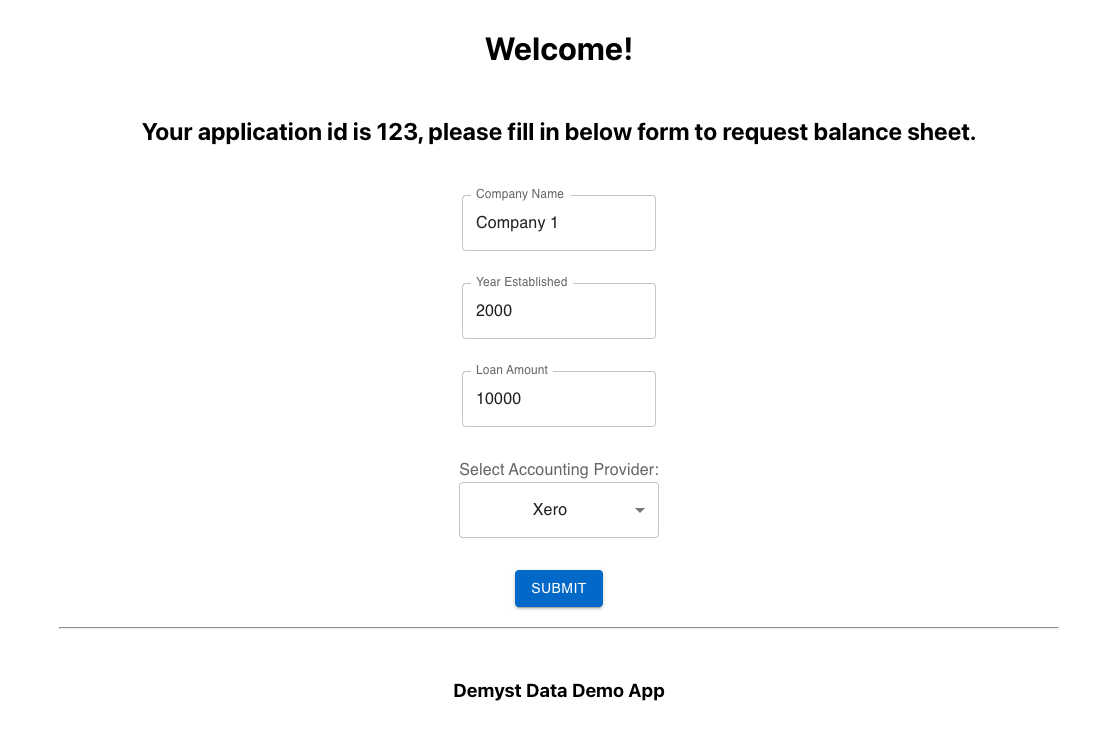 Welcome!
Your application id is 123, please fill in below form to request balance sheet.
Company Name
Company 1
Year Established
2000
Loan Amount
10000
Select Accounting Provider:
Xero
SUBMIT
Demyst Data Demo App